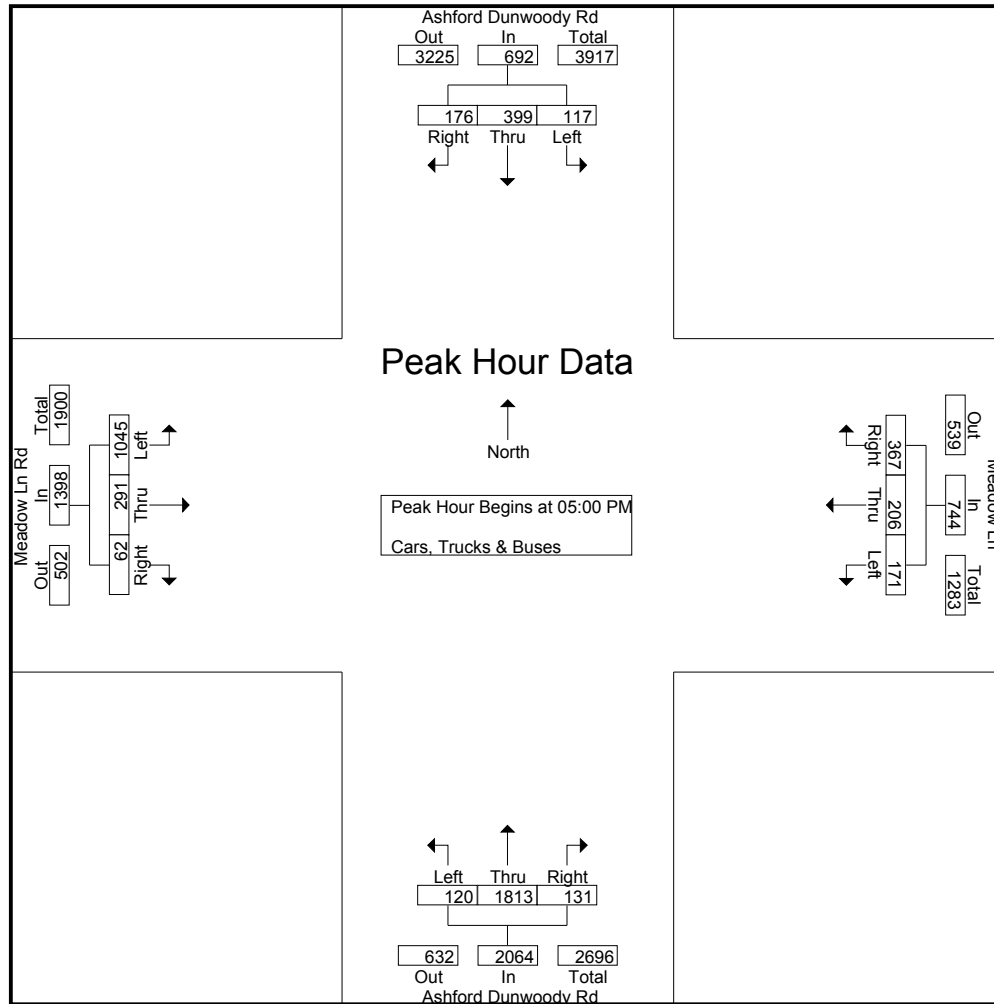 Ashford Dunwoody Rd
Out In Total
3225 692 3917
176 399 117
Right Thru Left
Peak Hour Data
North
Peak Hour Begins at 05:00 PM
Cars, Trucks & Buses
Meadow Ln Rd
Out In Total
502 1398 1900
62 291 1045
Right Thru Left
Right Thru Left
367 206 171
Out In Total
539 744 1283
Meadow Ln
Left Thru Right
120 1813 131
632 2064 2696
Out In Total
Ashford Dunwoody Rd